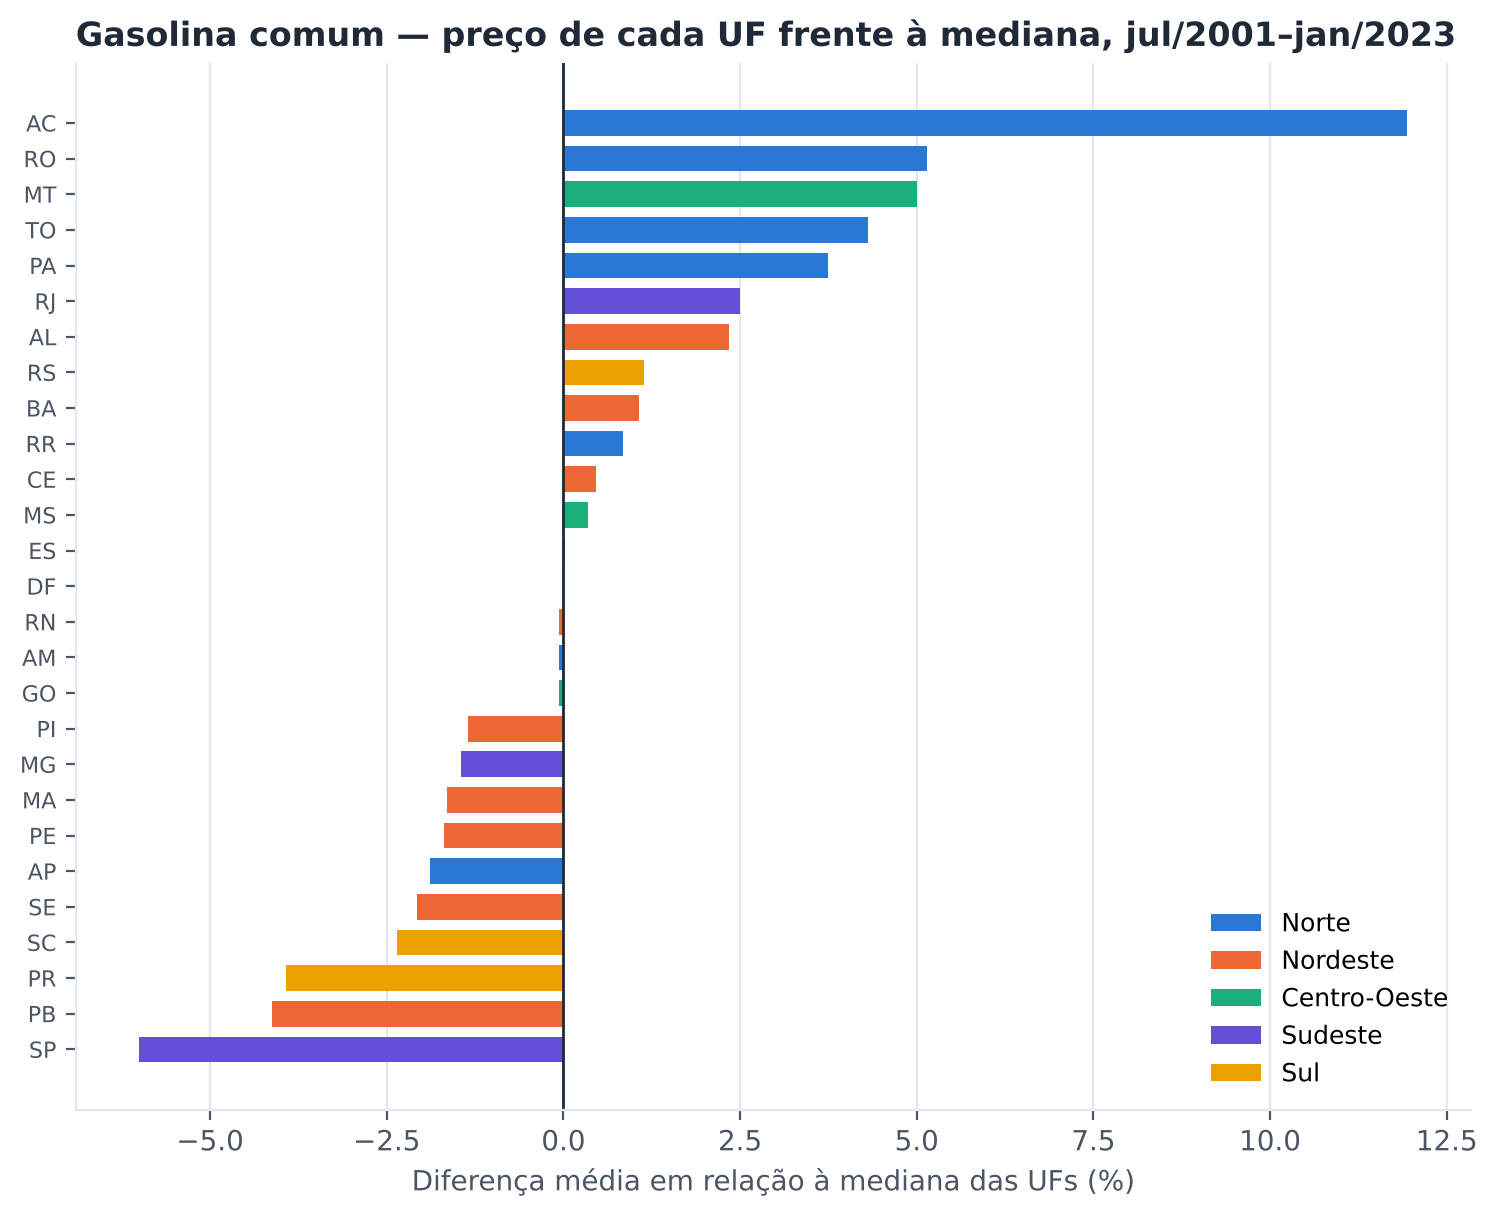 Gasolina comum — preço de cada UF frente à mediana, jul/2001–jan/2023
AC
RO
MT
TO
PA
RJ
AL
RS
BA
RR
CE
MS
ES
DF
RN
AM
GO
PI
MG
MA
PE
AP
SE
SC
PR
PB
SP
Norte
Nordeste
Centro-Oeste
Sudeste
Sul
−5.0 −2.5 0.0 2.5 5.0 7.5 10.0 12.5
Diferença média em relação à mediana das UFs (%)